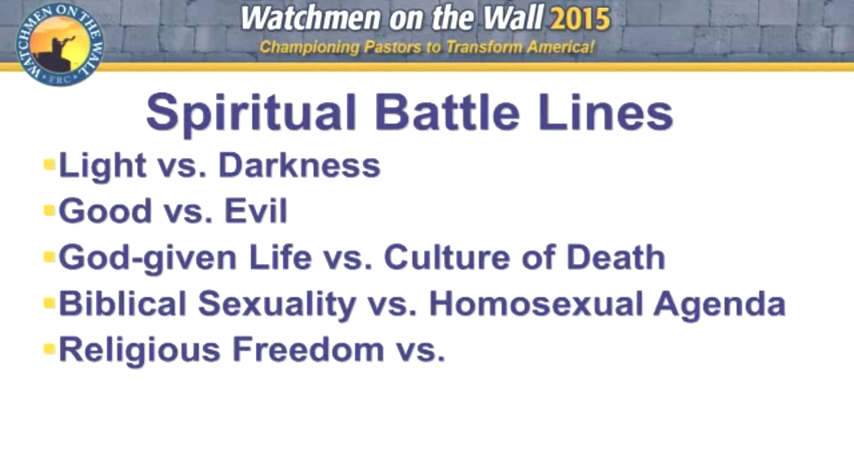 Watchmen on the Wall 2015
Championing Pastors to Transform America!
WATCHMEN ON THE WALL
FRC
Spiritual Battle Lines
Light vs. Darkness
Good vs. Evil
God-given Life vs. Culture of Death
Biblical Sexuality vs. Homosexual Agenda
Religious Freedom vs.